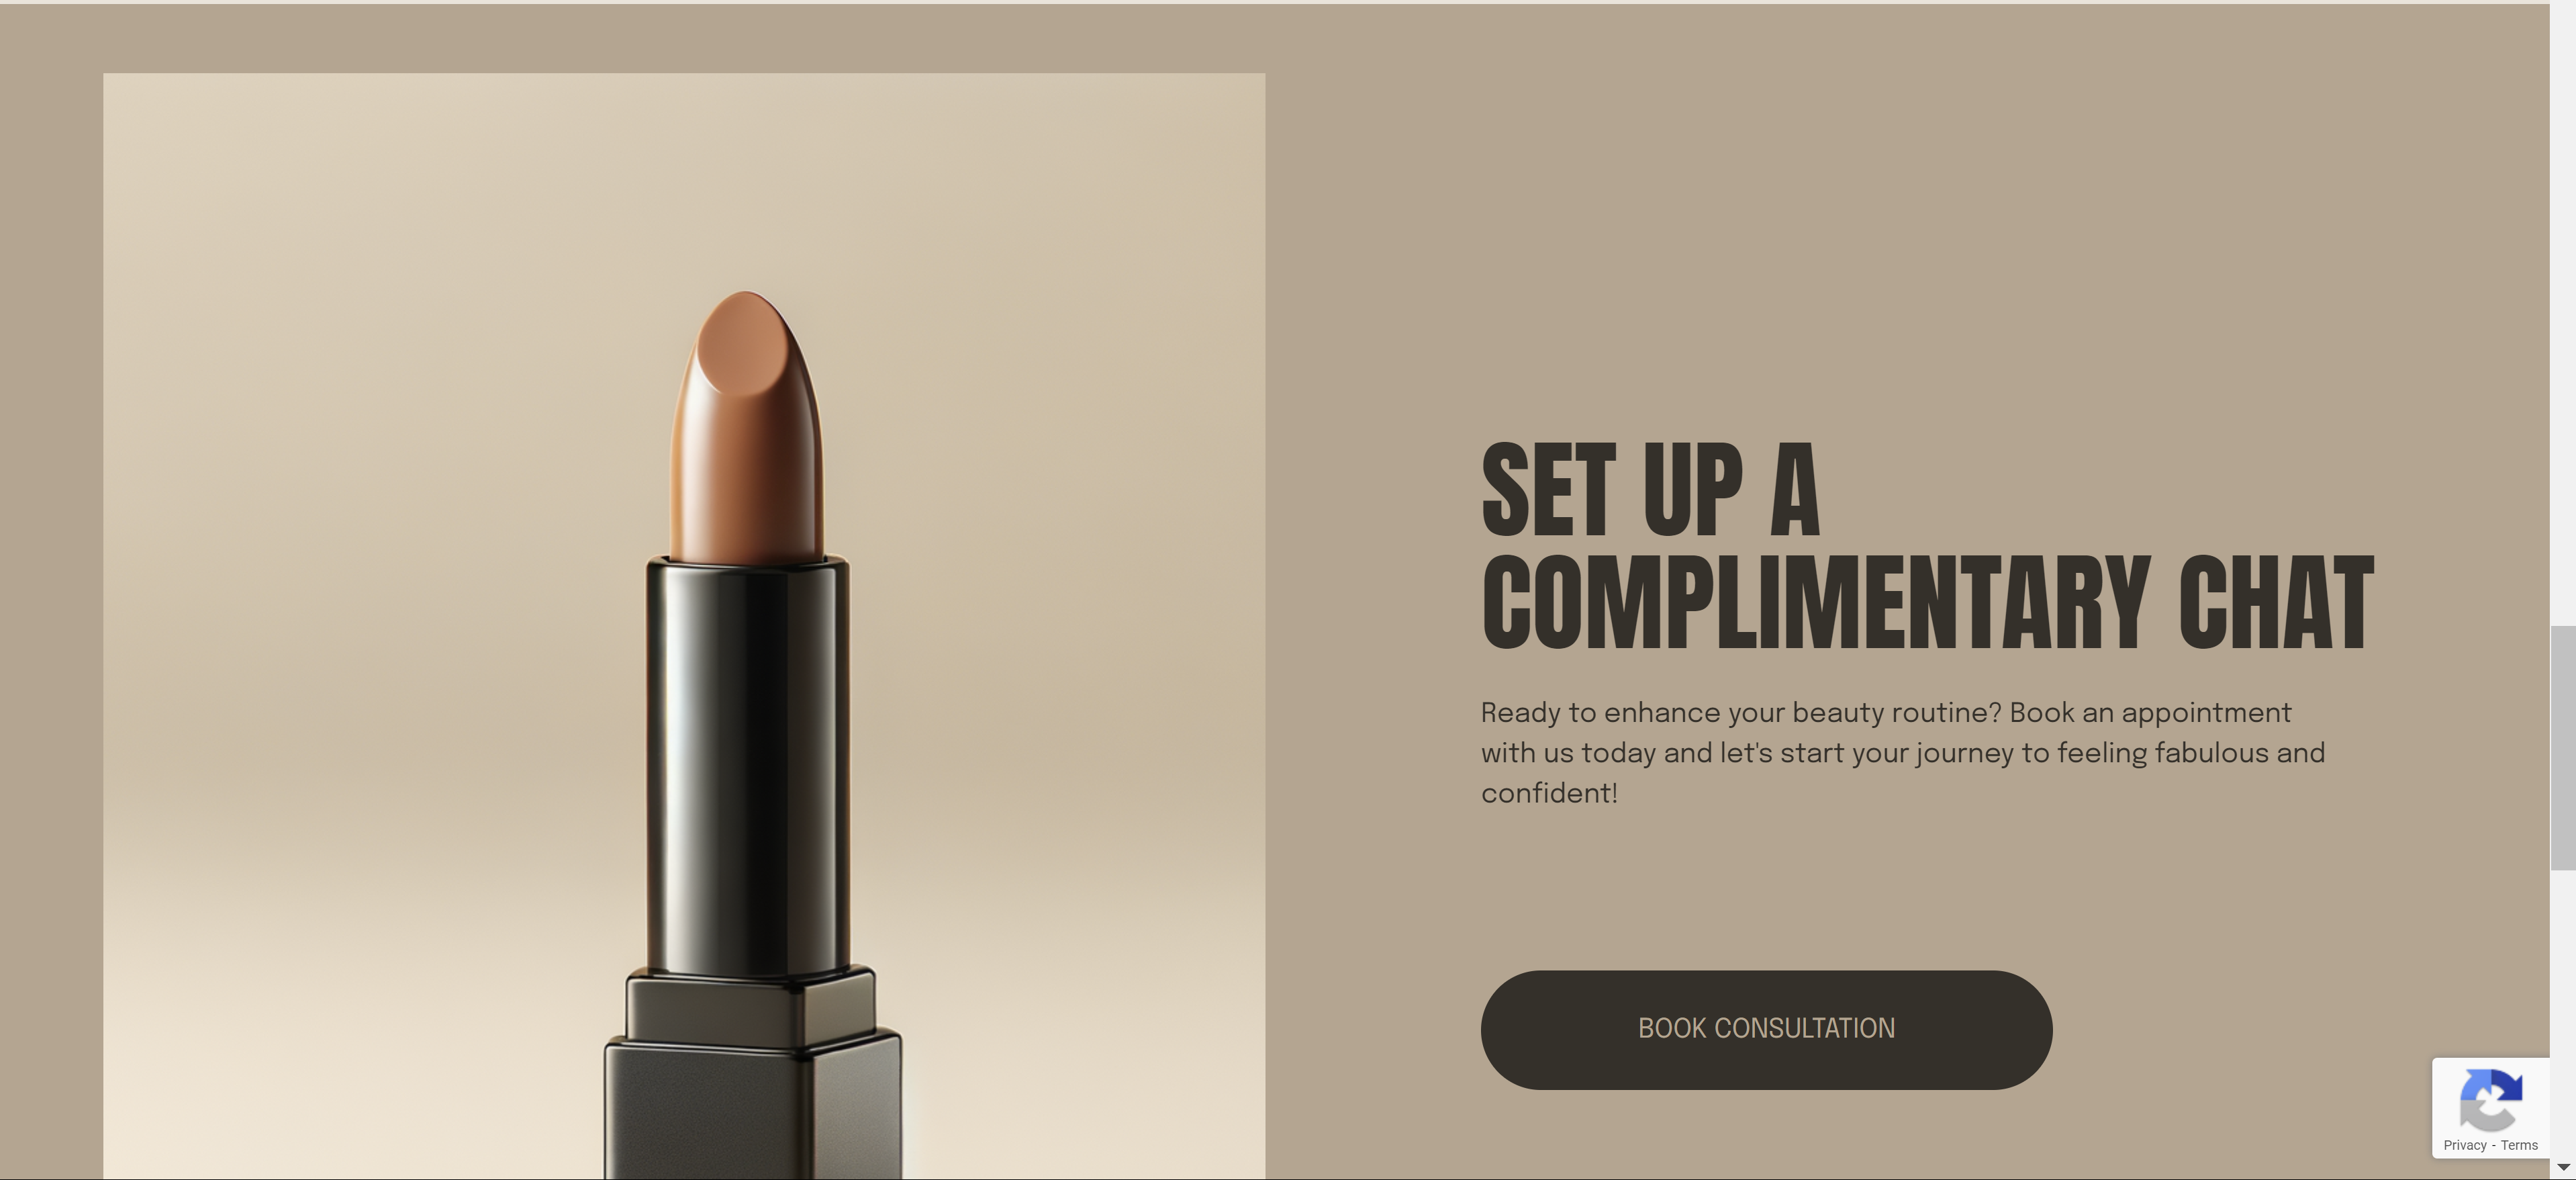 SET UP A
COMPLIMENTARY CHAT
Ready to enhance your beauty routine? Book an appointment
with us today and let's start your journey to feeling fabulous and
confident!
BOOK CONSULTATION
Privacy - Terms